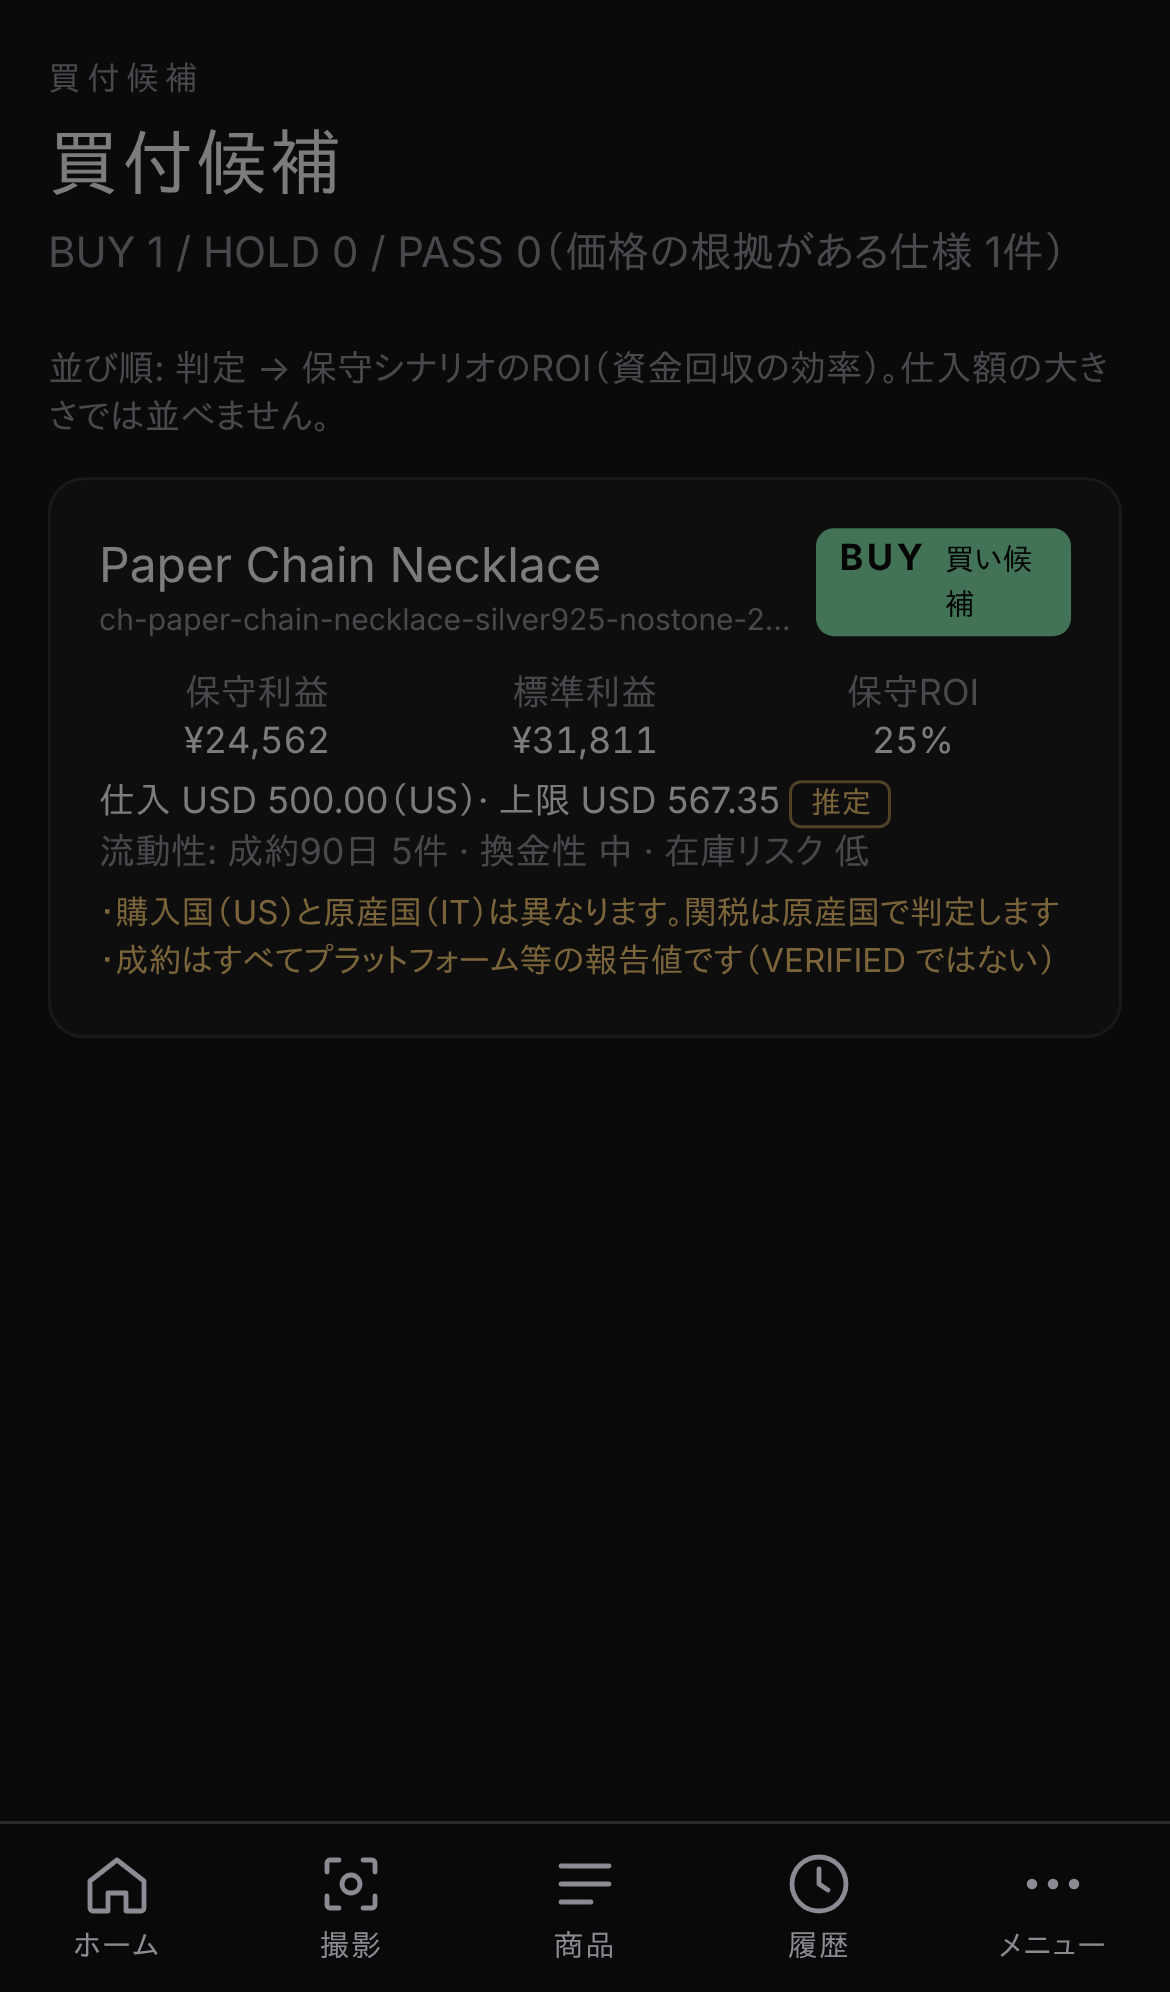 買付候補
買付候補
BUY 1 / HOLD 0 / PASS 0（価格の根拠がある仕様 1件）
並び順: 判定 → 保守シナリオのROI（資金回収の効率）。仕入額の大き
さでは並べません。
Paper Chain Necklace
ch-paper-chain-necklace-silver925-nostone-2...
BUY 買い候
補
保守利益 標準利益 保守ROI
¥24,562 ¥31,811 25%
仕入 USD 500.00（US）· 上限 USD 567.35 推定
流動性: 成約90日 5件 · 換金性 中 · 在庫リスク 低
·購入国（US）と原産国（IT）は異なります。関税は原産国で判定します
·成約はすべてプラットフォーム等の報告値です（VERIFIED ではない）
ホーム 撮影 商品 履歴 メニュー